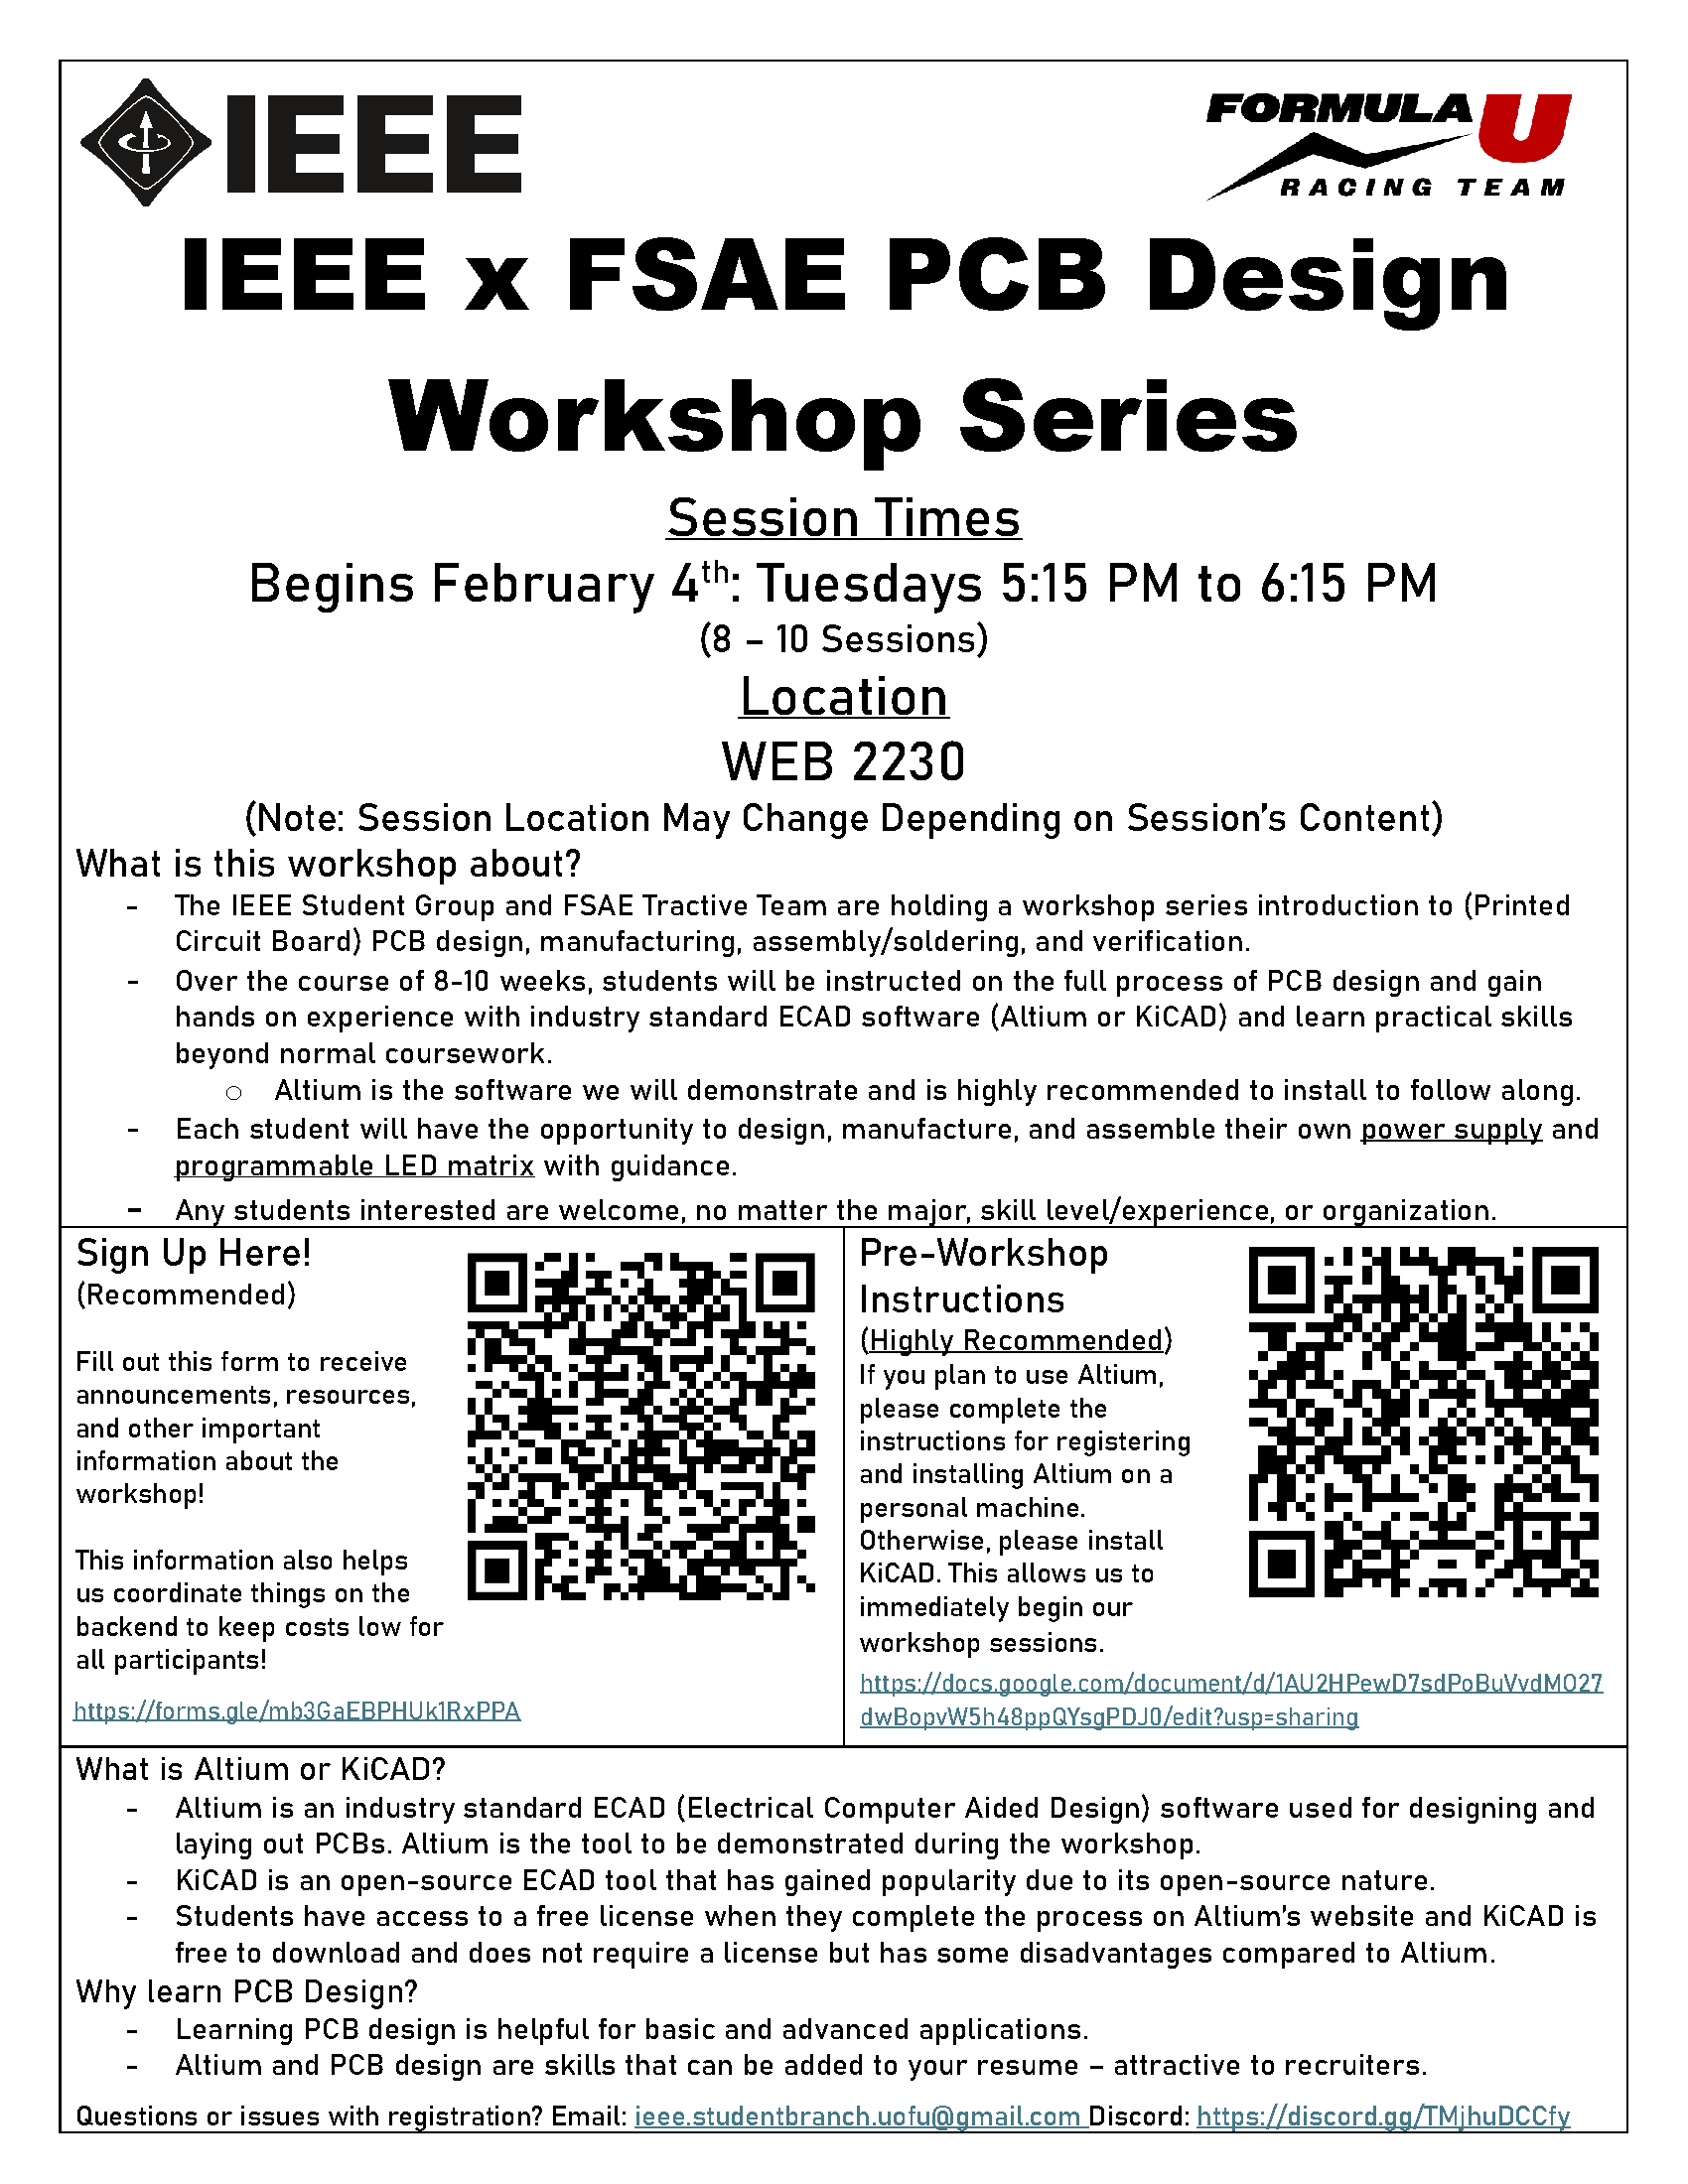 IEEE
FORMULA U
RACING TEAM
IEEE x FSAE PCB Design
Workshop Series
Session Times
Begins February 4th: Tuesdays 5:15 PM to 6:15 PM
(8 – 10 Sessions)
Location
WEB 2230
(Note: Session Location May Change Depending on Session's Content)
What is this workshop about?
- The IEEE Student Group and FSAE Tractive Team are holding a workshop series introduction to (Printed
Circuit Board) PCB design, manufacturing, assembly/soldering, and verification.
- Over the course of 8-10 weeks, students will be instructed on the full process of PCB design and gain
hands on experience with industry standard ECAD software (Altium or KiCAD) and learn practical skills
beyond normal coursework.
o Altium is the software we will demonstrate and is highly recommended to install to follow along.
- Each student will have the opportunity to design, manufacture, and assemble their own power supply and
programmable LED matrix with guidance.
- Any students interested are welcome, no matter the major, skill level/experience, or organization.
Sign Up Here!
(Recommended)
Fill out this form to receive
announcements, resources,
and other important
information about the
workshop!
This information also helps
us coordinate things on the
backend to keep costs low for
all participants!
https://forms.gle/mb3GaEBPHUk1RxPPA
Pre-Workshop
Instructions
(Highly Recommended)
If you plan to use Altium,
please complete the
instructions for registering
and installing Altium on a
personal machine.
Otherwise, please install
KiCAD. This allows us to
immediately begin our
workshop sessions.
https://docs.google.com/document/d/1AU2HPewD7sdPoBuVvdMO27
dwBopvW5h48ppQYsgPDJ0/edit?usp=sharing
What is Altium or KiCAD?
- Altium is an industry standard ECAD (Electrical Computer Aided Design) software used for designing and
laying out PCBs. Altium is the tool to be demonstrated during the workshop.
- KiCAD is an open-source ECAD tool that has gained popularity due to its open-source nature.
- Students have access to a free license when they complete the process on Altium's website and KiCAD is
free to download and does not require a license but has some disadvantages compared to Altium.
Why learn PCB Design?
- Learning PCB design is helpful for basic and advanced applications.
- Altium and PCB design are skills that can be added to your resume – attractive to recruiters.
Questions or issues with registration? Email: ieee.studentbranch.uofu@gmail.com Discord: https://discord.gg/TMjhuDCCfy